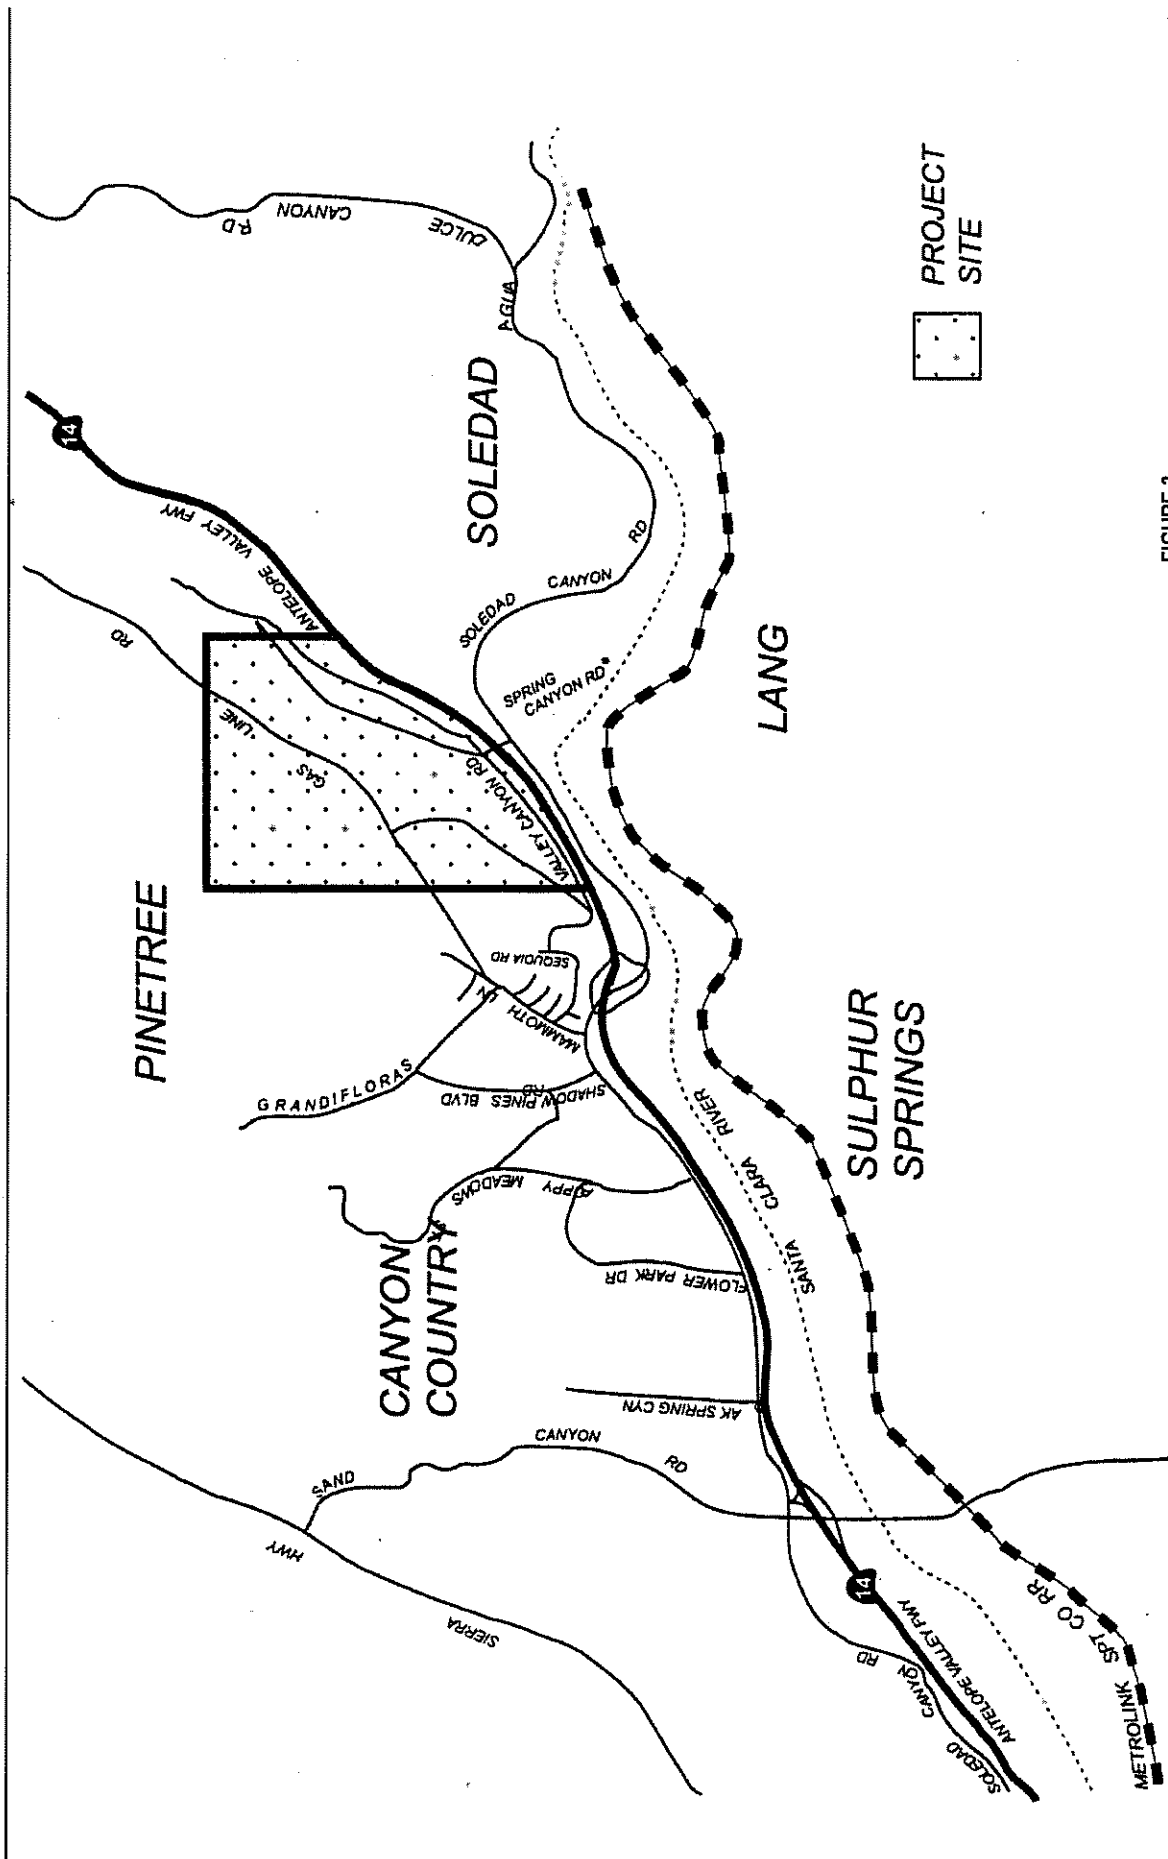 PINETREE
CANYON
COUNTRY
SOLEDAD
LANG
SULPHUR
SPRINGS
SIERRA
HWY
SAND
CANYON
RD
AK SPRING CYN
FLOWER PARK DR
POPPY MEADOWS
SHADOW PINES BLVD
RD
GRANDIFLORAS
MAMMOTH
LN
SEQUOIA RD
GAS
LINE
RD
VALLEY CANYON RD
ANTELOPE VALLEY FWY
14
SPRING
CANYON RD*
SOLEDAD
CANYON
RD
AGUA
DULCE
CANYON
RD
SANTA
CLARA
RIVER
SOLEDAD
CANYON
RD
14
ANTELOPE VALLEY FWY
METROLINK
SPT CO RR
PROJECT
SITE